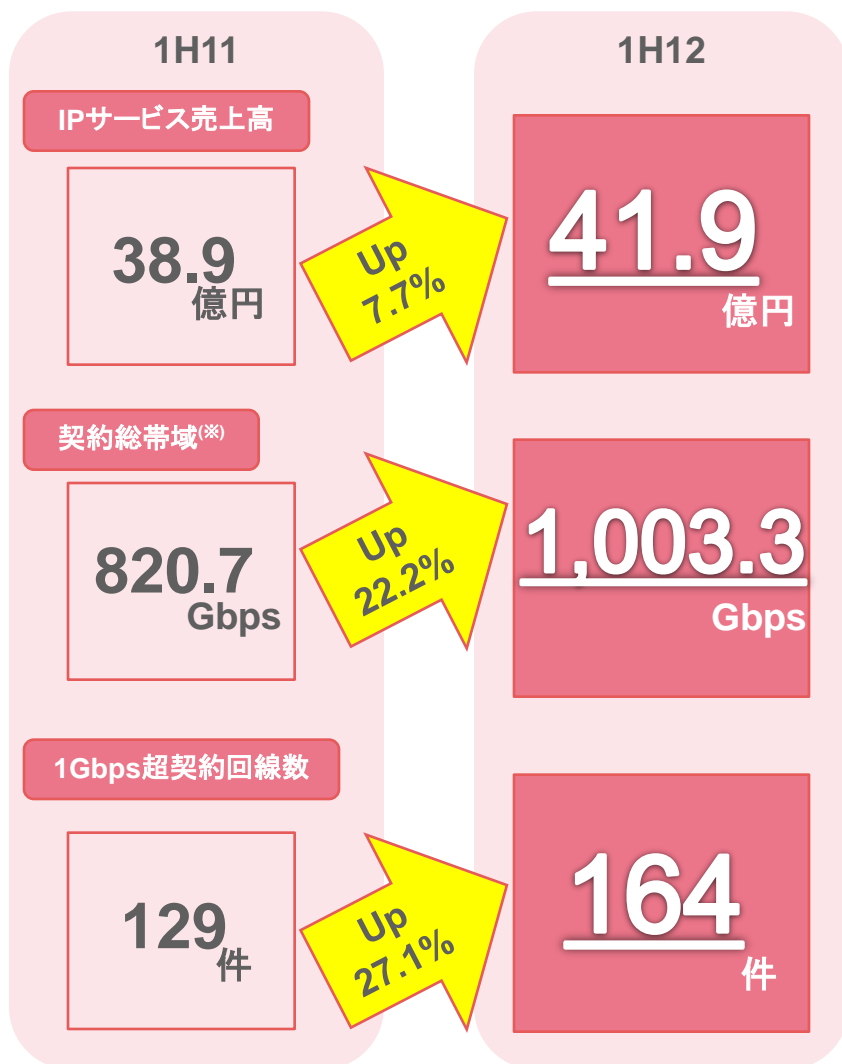 1H11
1H12
IPサービス売上高
38.9
億円
Up
7.7%
41.9
億円
契約総帯域(※)
820.7
Gbps
Up
22.2%
1,003.3
Gbps
1Gbps超契約回線数
129
件
Up
27.1%
164
件